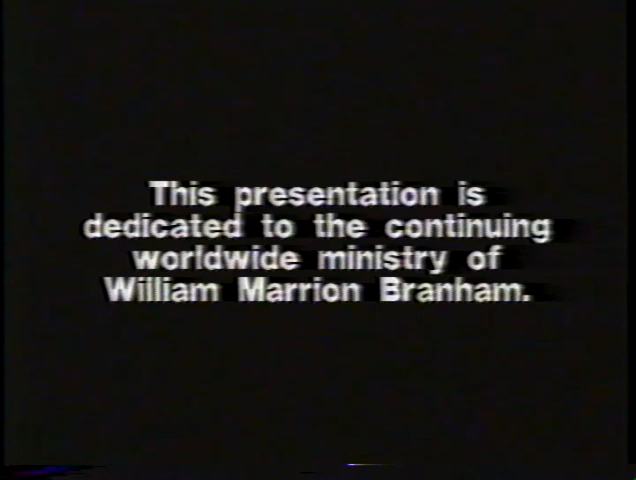 This presentation is
dedicated to the continuing
worldwide ministry of
William Marrion Branham.